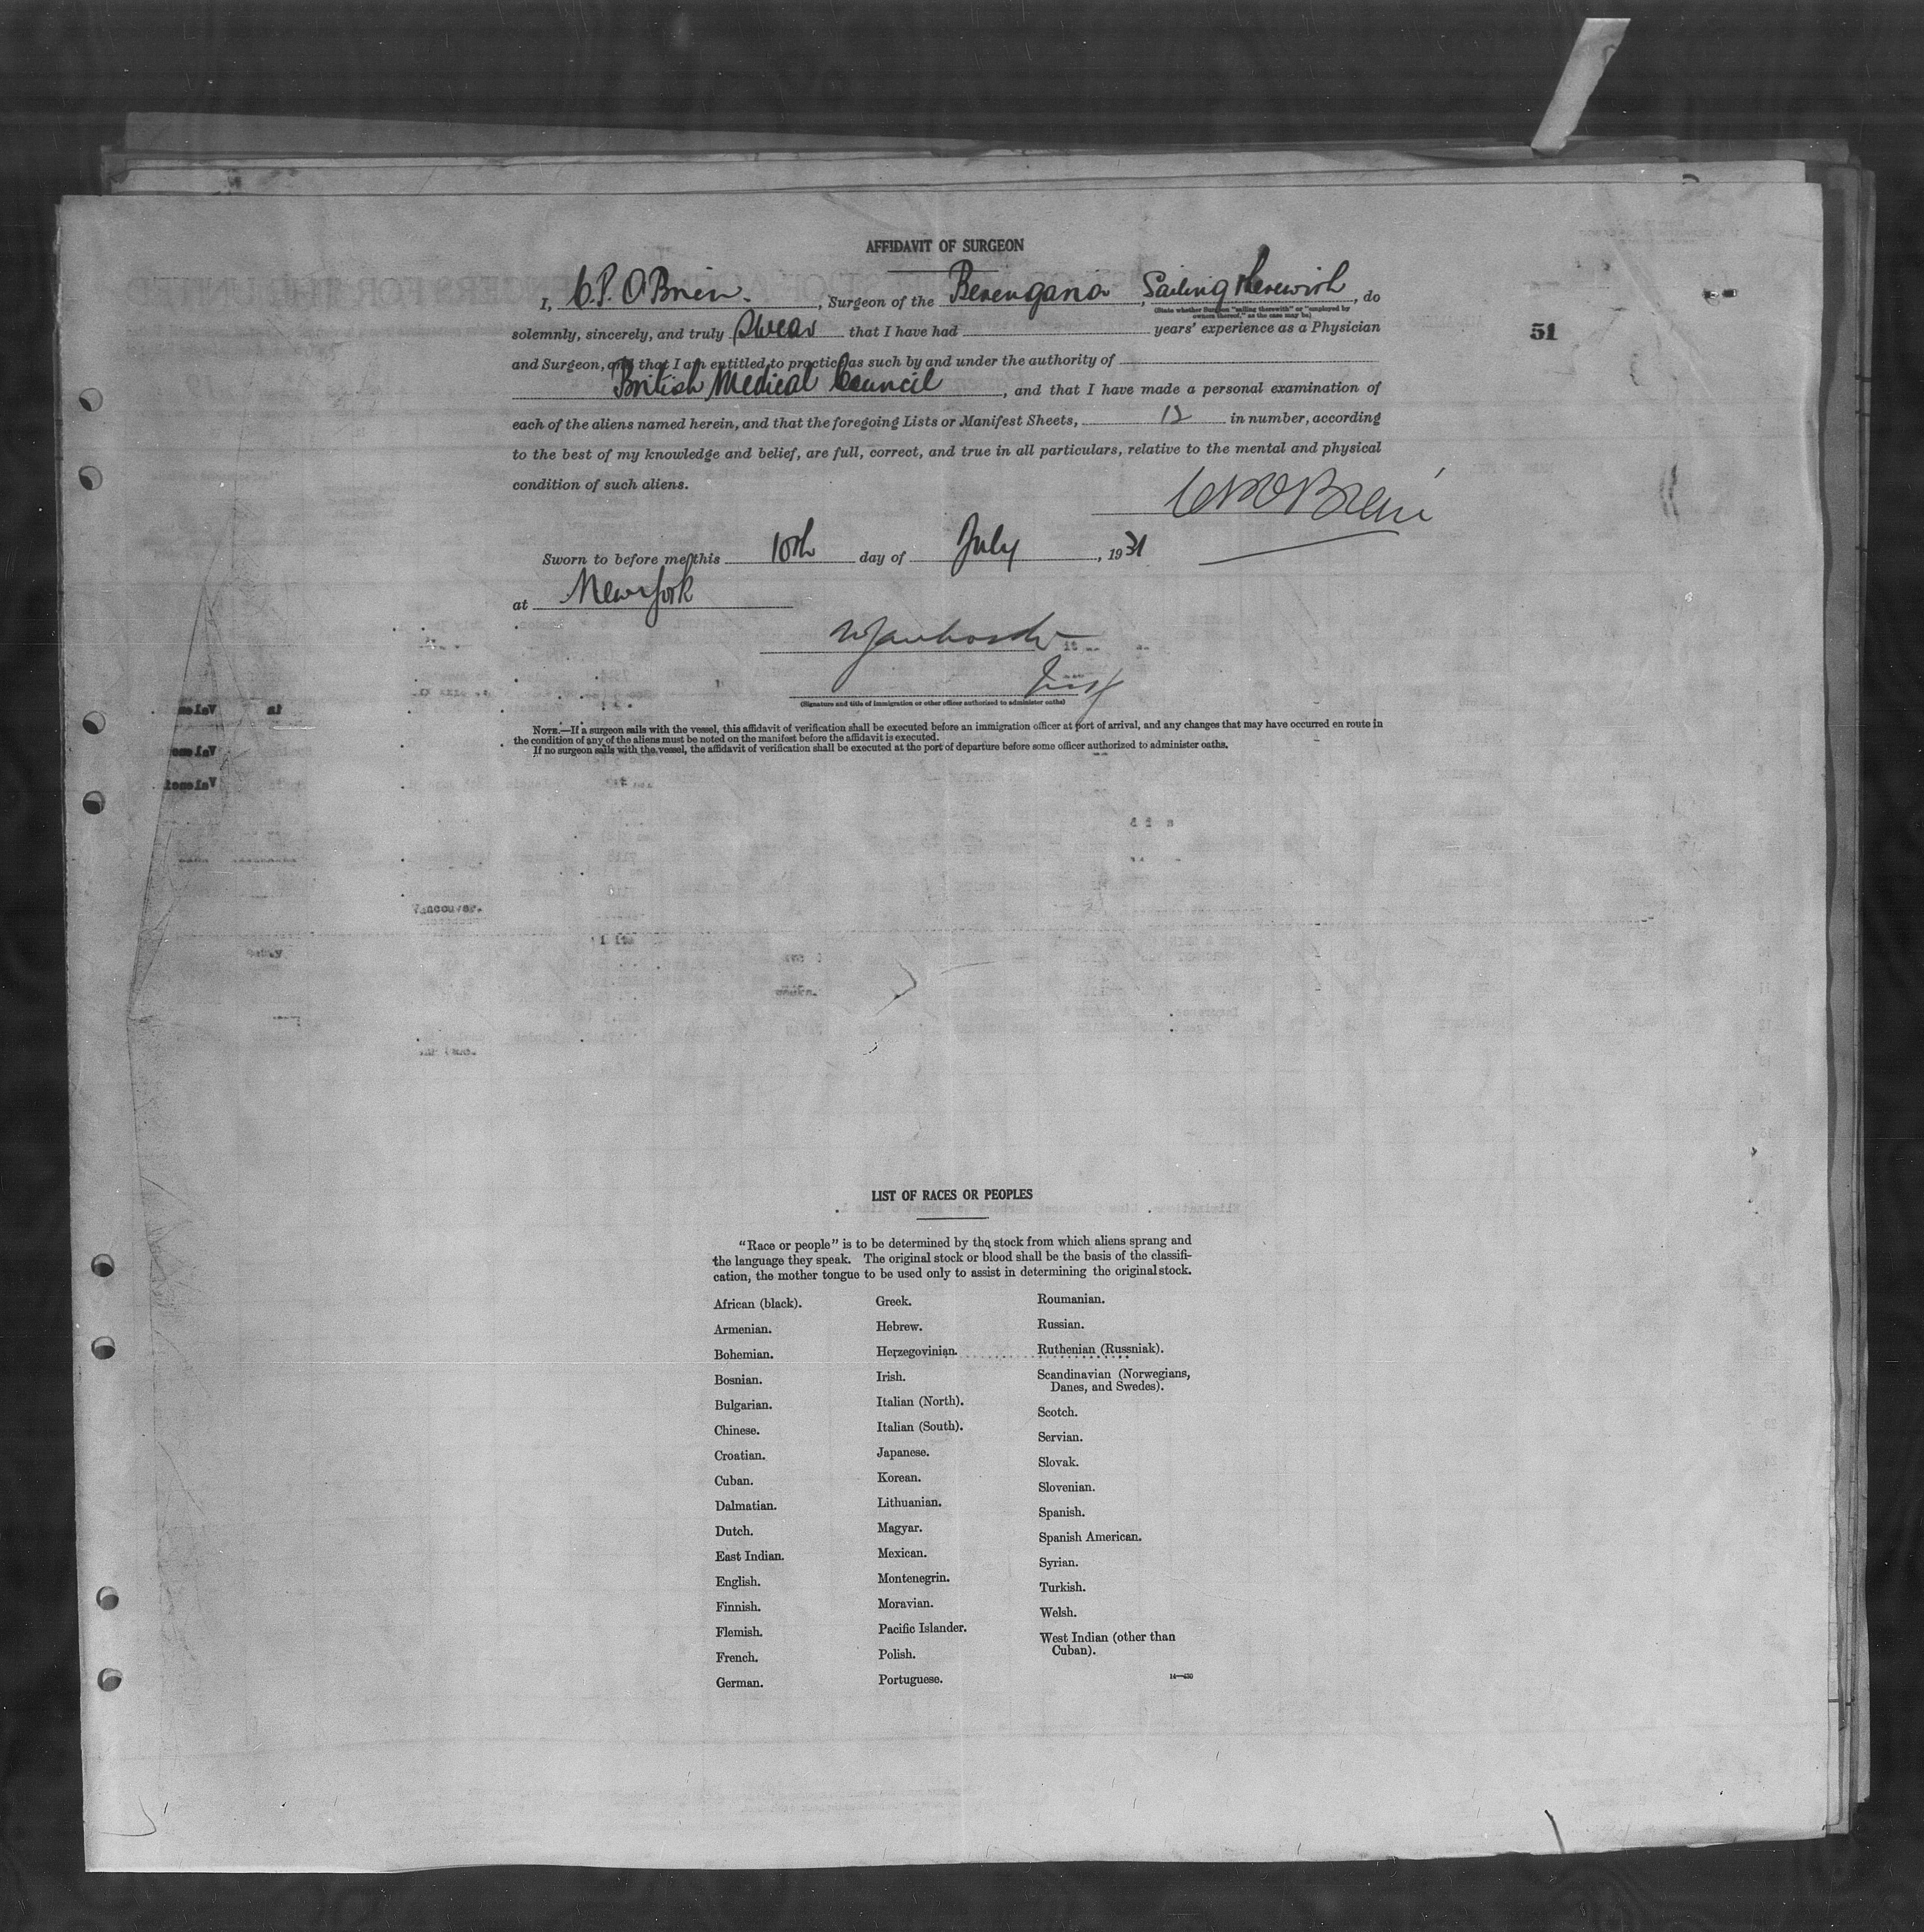 AFFIDAVIT OF SURGEON
I, C.P. O'Brien. , Surgeon of the Berengaria , Sailing therewith , do
(State whether Surgeon "sailing therewith" or "employed by
owners thereof," as the case may be)
solemnly, sincerely, and truly swear that I have had years' experience as a Physician
51
and Surgeon, and that I am entitled to practice as such by and under the authority of
British Medical Council , and that I have made a personal examination of
each of the aliens named herein, and that the foregoing Lists or Manifest Sheets, 12 in number, according
to the best of my knowledge and belief, are full, correct, and true in all particulars, relative to the mental and physical
condition of such aliens.
CP O'Brien
Sworn to before me this 10th day of July , 1931
at New York
(Signature and title of immigration or other officer authorized to administer oaths)
NOTE.—If a surgeon sails with the vessel, this affidavit of verification shall be executed before an immigration officer at port of arrival, and any changes that may have occurred en route in
the condition of any of the aliens must be noted on the manifest before the affidavit is executed.
If no surgeon sails with the vessel, the affidavit of verification shall be executed at the port of departure before some officer authorized to administer oaths.
Vancouver.
LIST OF RACES OR PEOPLES
"Race or people" is to be determined by the stock from which aliens sprang and
the language they speak. The original stock or blood shall be the basis of the classifi-
cation, the mother tongue to be used only to assist in determining the original stock.
African (black).
Armenian.
Bohemian.
Bosnian.
Bulgarian.
Chinese.
Croatian.
Cuban.
Dalmatian.
Dutch.
East Indian.
English.
Finnish.
Flemish.
French.
German.
Greek.
Hebrew.
Herzegovinian.
Irish.
Italian (North).
Italian (South).
Japanese.
Korean.
Lithuanian.
Magyar.
Mexican.
Montenegrin.
Moravian.
Pacific Islander.
Polish.
Portuguese.
Roumanian.
Russian.
Ruthenian (Russniak).
Scandinavian (Norwegians,
Danes, and Swedes).
Scotch.
Servian.
Slovak.
Slovenian.
Spanish.
Spanish American.
Syrian.
Turkish.
Welsh.
West Indian (other than
Cuban).
14—430